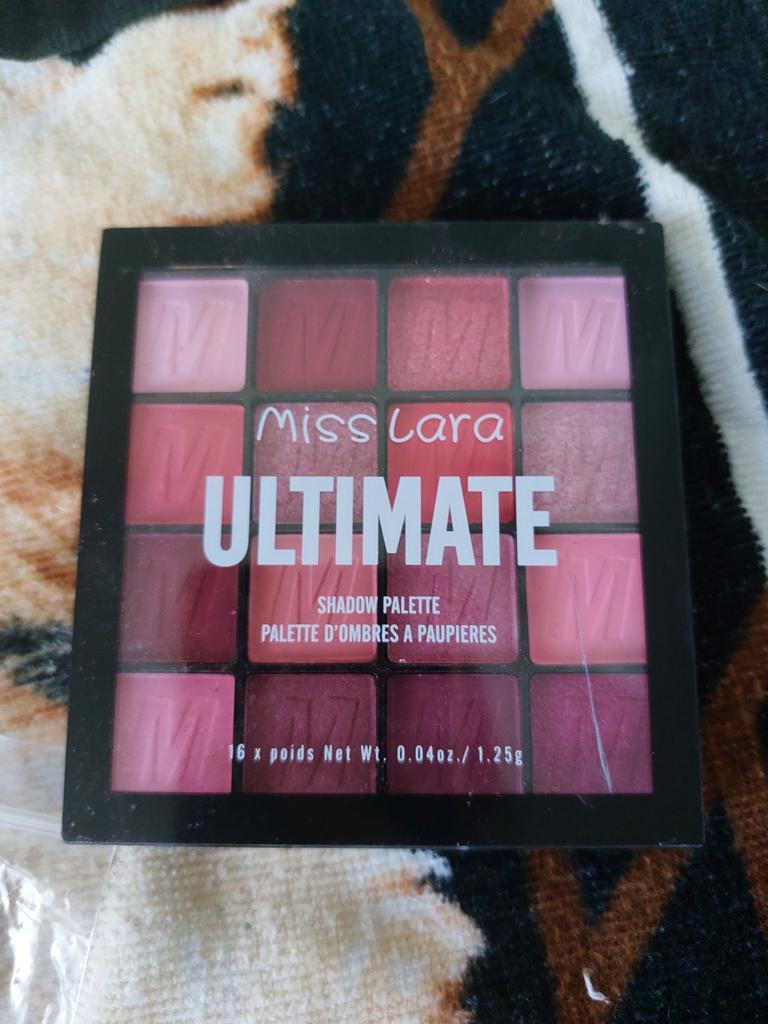 Miss Lara
ULTIMATE
SHADOW PALETTE
PALETTE D'OMBRES A PAUPIERES
16 x poids Net Wt. 0.04oz./ 1.25g
M M M M
M M M M
M M M M
M M M M